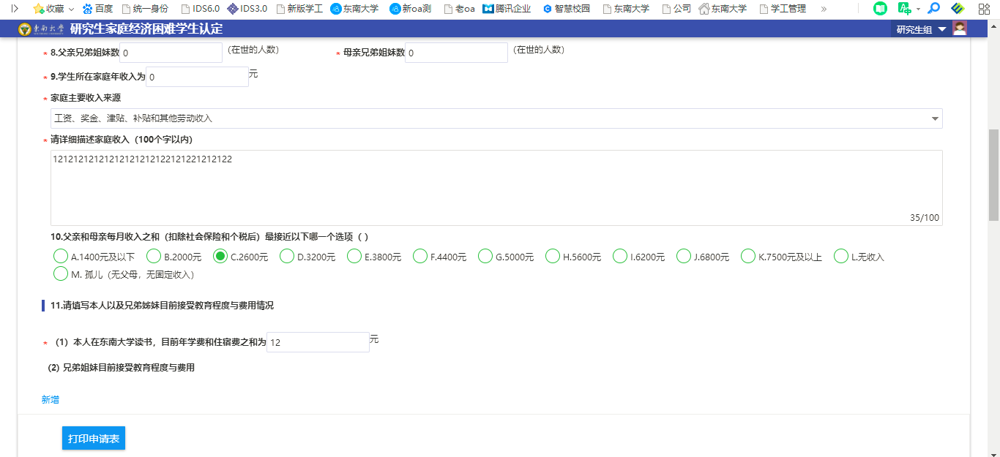 收藏 百度 统一身份 IDS6.0 IDS3.0 新版学工 东南大学 新oa测 老oa 腾讯企业 智慧校园 东南大学 公司 东南大学 学工管理 »
东南大学 研究生家庭经济困难学生认定 研究生组
* 8.父亲兄弟姐妹数 0 (在世的人数) * 母亲兄弟姐妹数 0 (在世的人数)
* 9.学生所在家庭年收入为 0 元
* 家庭主要收入来源
工资、奖金、津贴、补贴和其他劳动收入
* 请详细描述家庭收入（100个字以内）
12121212121212121212122121221212122
35/100
10.父亲和母亲每月收入之和（扣除社会保险和个税后）最接近以下哪一个选项（ ）
A.1400元及以下 B.2000元 C.2600元 D.3200元 E.3800元 F.4400元 G.5000元 H.5600元 I.6200元 J.6800元 K.7500元及以上 L.无收入
M. 孤儿（无父母，无固定收入）
11.请填写本人以及兄弟姊妹目前接受教育程度与费用情况
* （1）本人在东南大学读书，目前年学费和住宿费之和为 12 元
(2) 兄弟姐妹目前接受教育程度与费用
新增
打印申请表